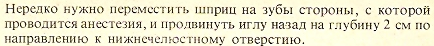 Нередко нужно переместить шприц на зубы стороны, с которой
проводится анестезия, и продвинуть иглу назад на глубину 2 см по
направлению к нижнечелюстному отверстию.